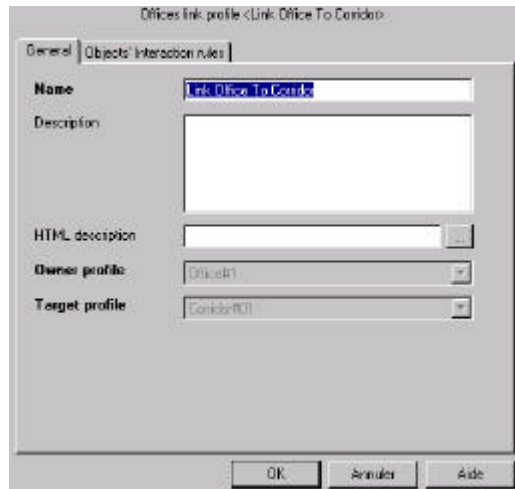 Offices link profile <Link Office To Corridor>
General
Objects' Interaction rules
Name
Link Office To Corridor
Description
HTML description
...
Owner profile
Office#1
Target profile
Corridor#01
OK
Annuler
Aide